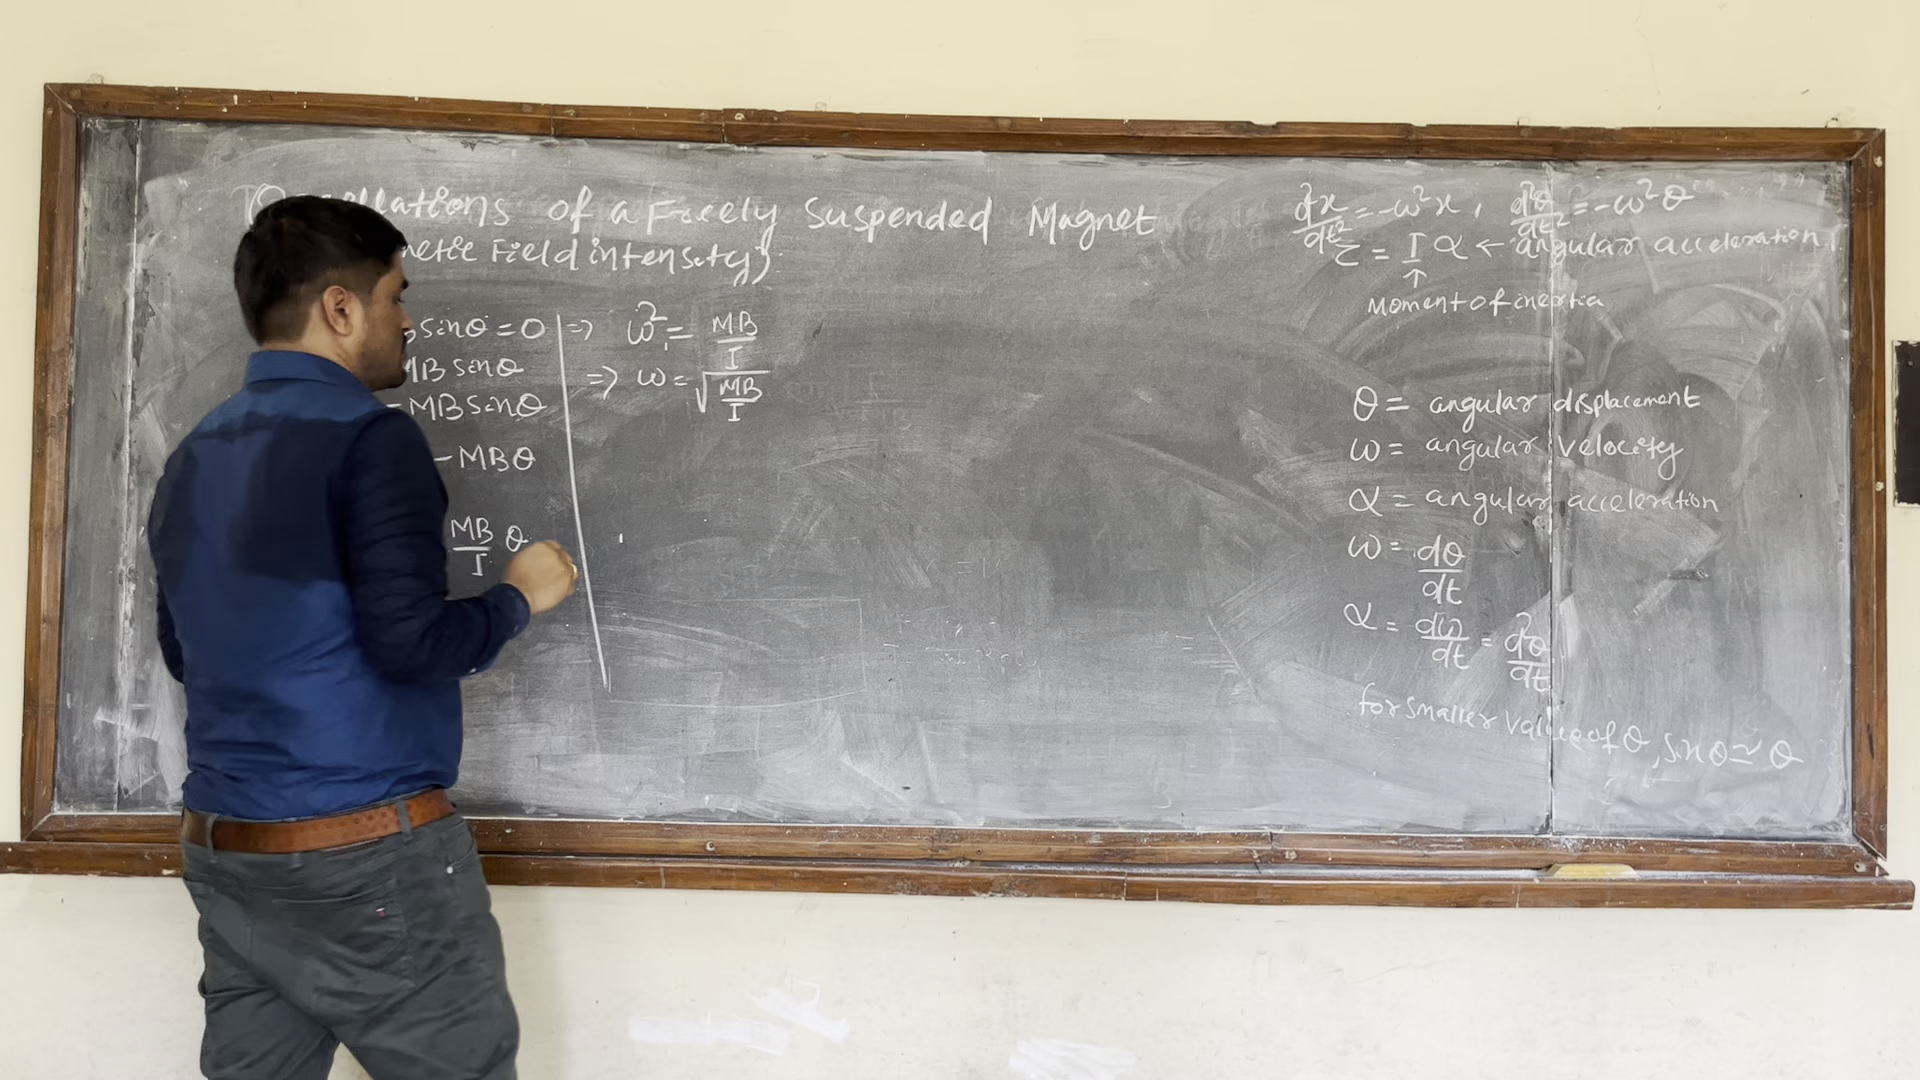 Oscillations of a Freely Suspended Magnet
netic Field intensity)
B sinθ = 0
MB sinθ
= -MB sinθ
- MBθ
MB/I θ
=> ω² = MB/I
=> ω = √(MB/I)
d²x/dt² = -ω²x, d²θ/dt² = -ω²θ
τ = I α ← angular acceleration
↑
Moment of inertia
θ = angular displacement
ω = angular velocity
α = angular acceleration
ω = dθ/dt
α = dω/dt = d²θ/dt
for smaller value of θ, sinθ ≃ θ